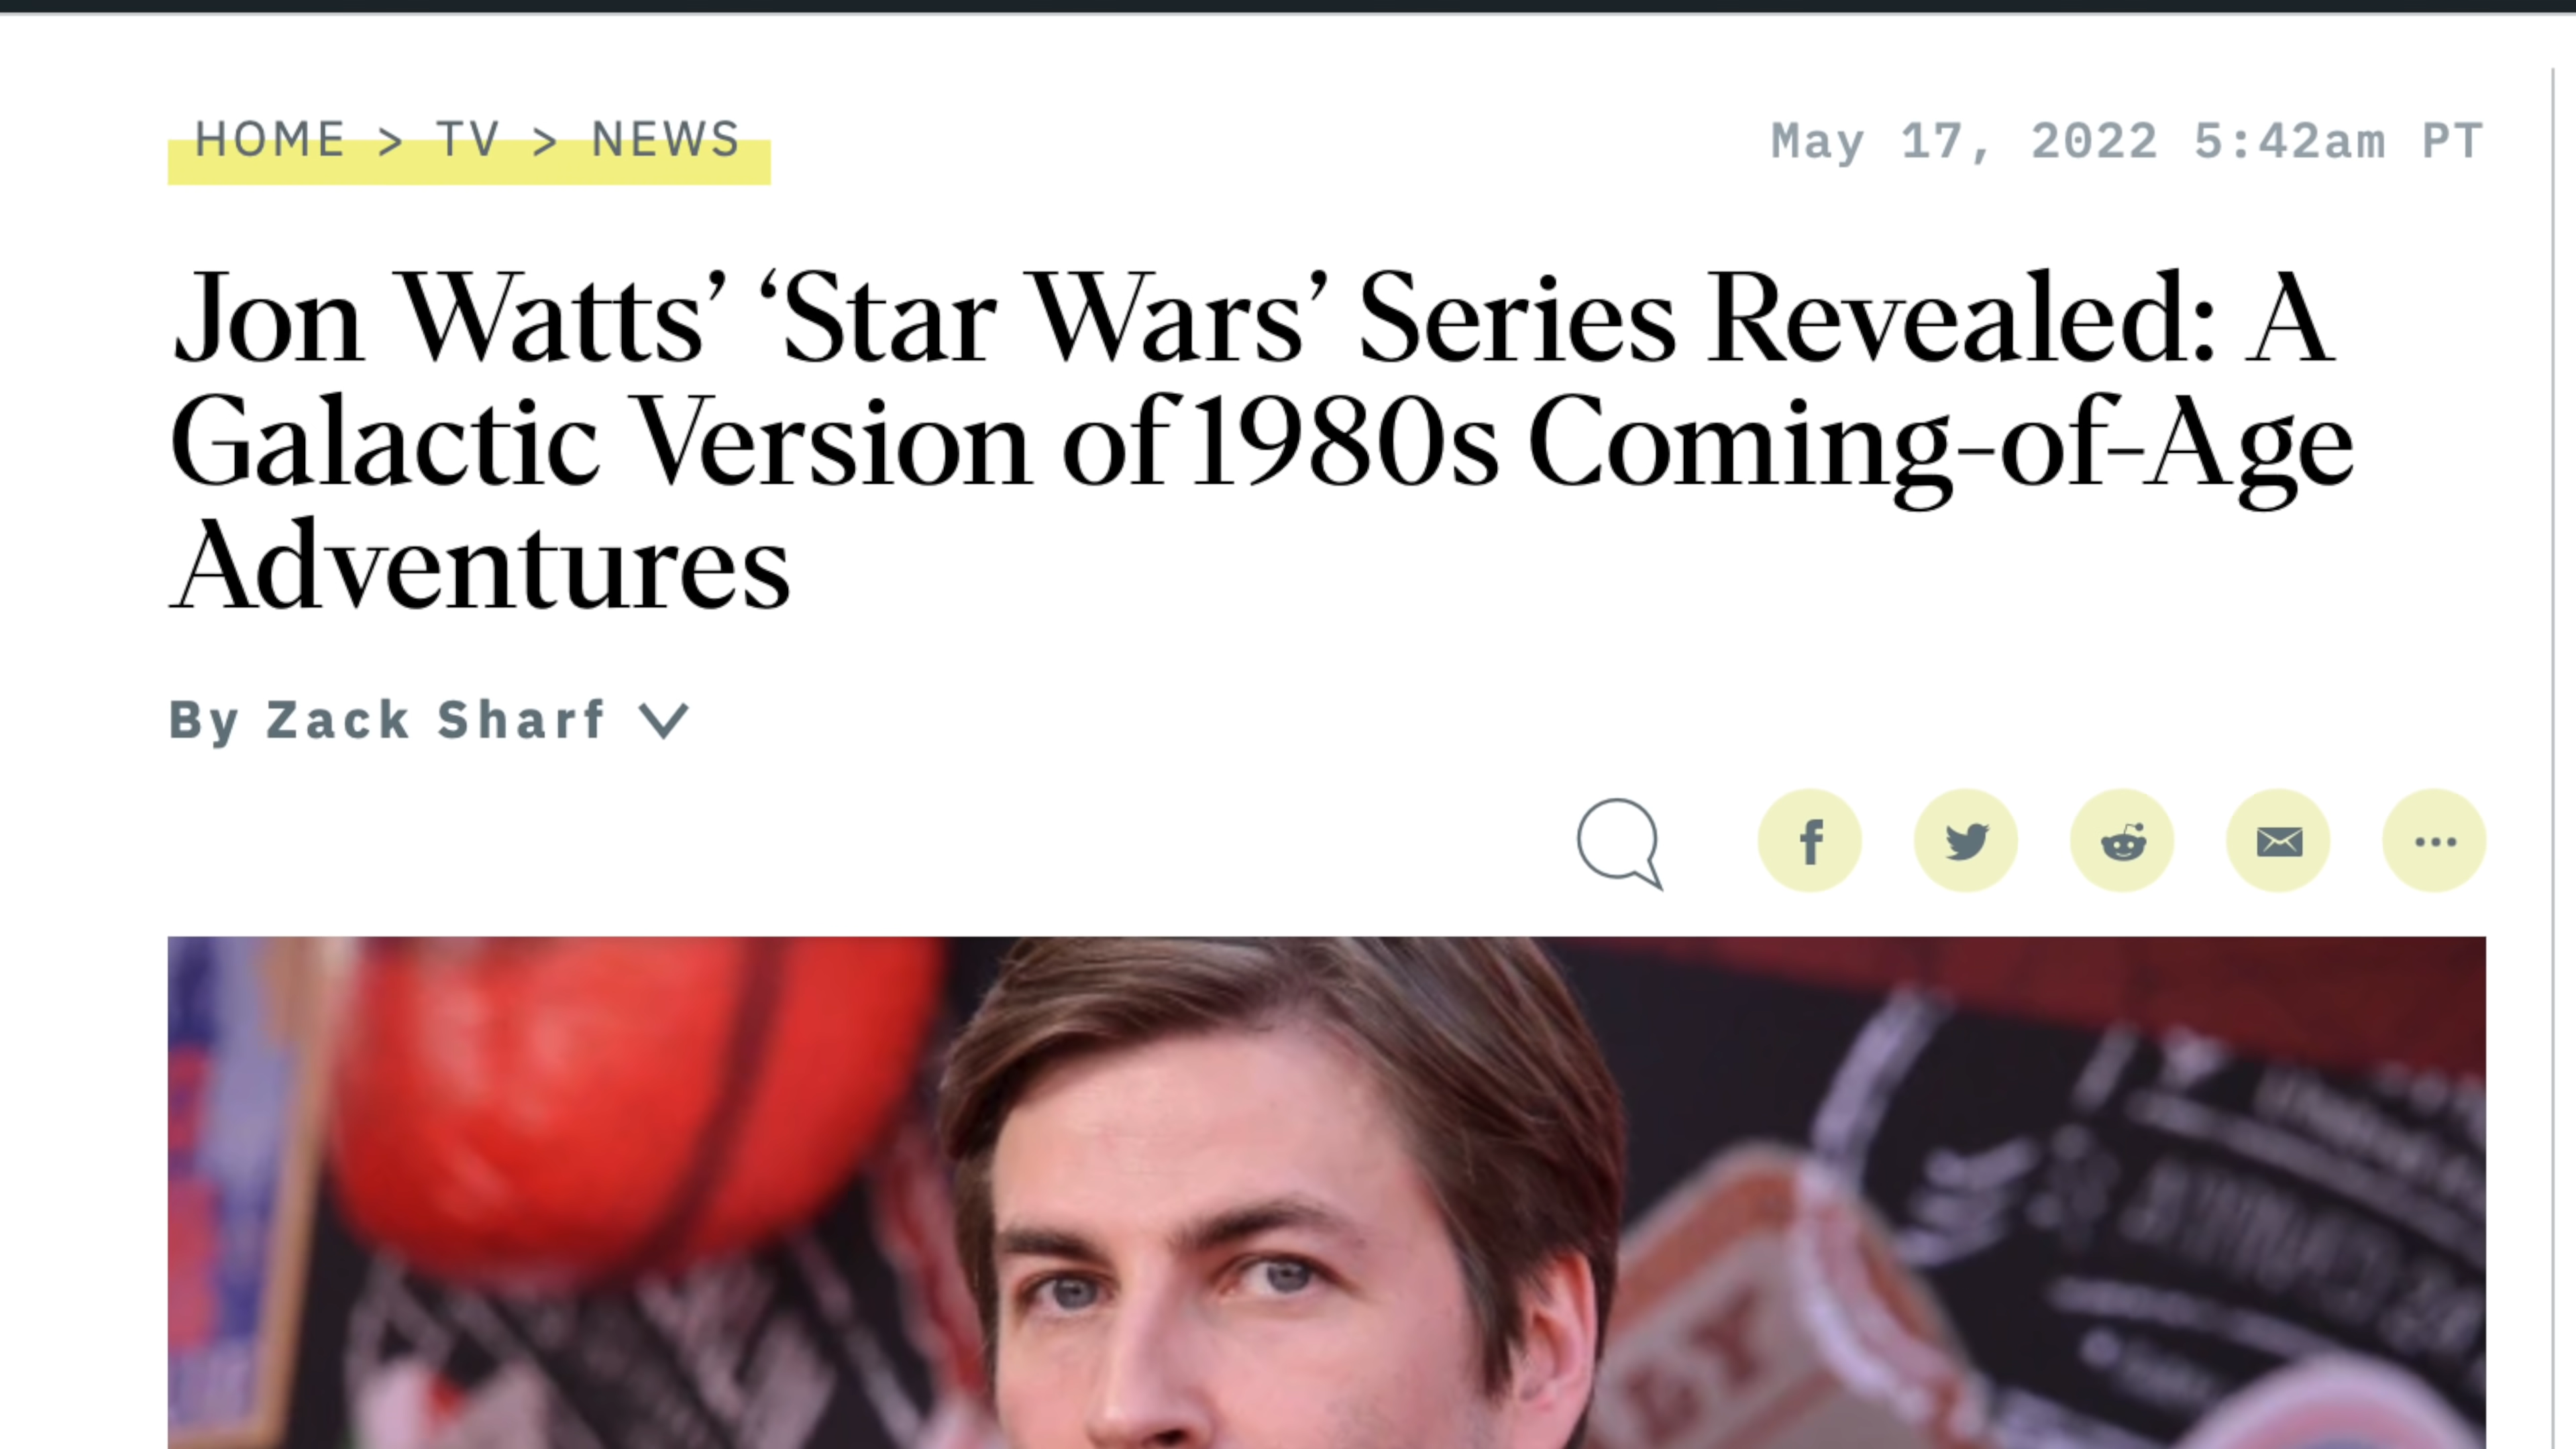 HOME > TV > NEWS
May 17, 2022 5:42am PT
Jon Watts’ ‘Star Wars’ Series Revealed: A
Galactic Version of 1980s Coming-of-Age
Adventures
By Zack Sharf